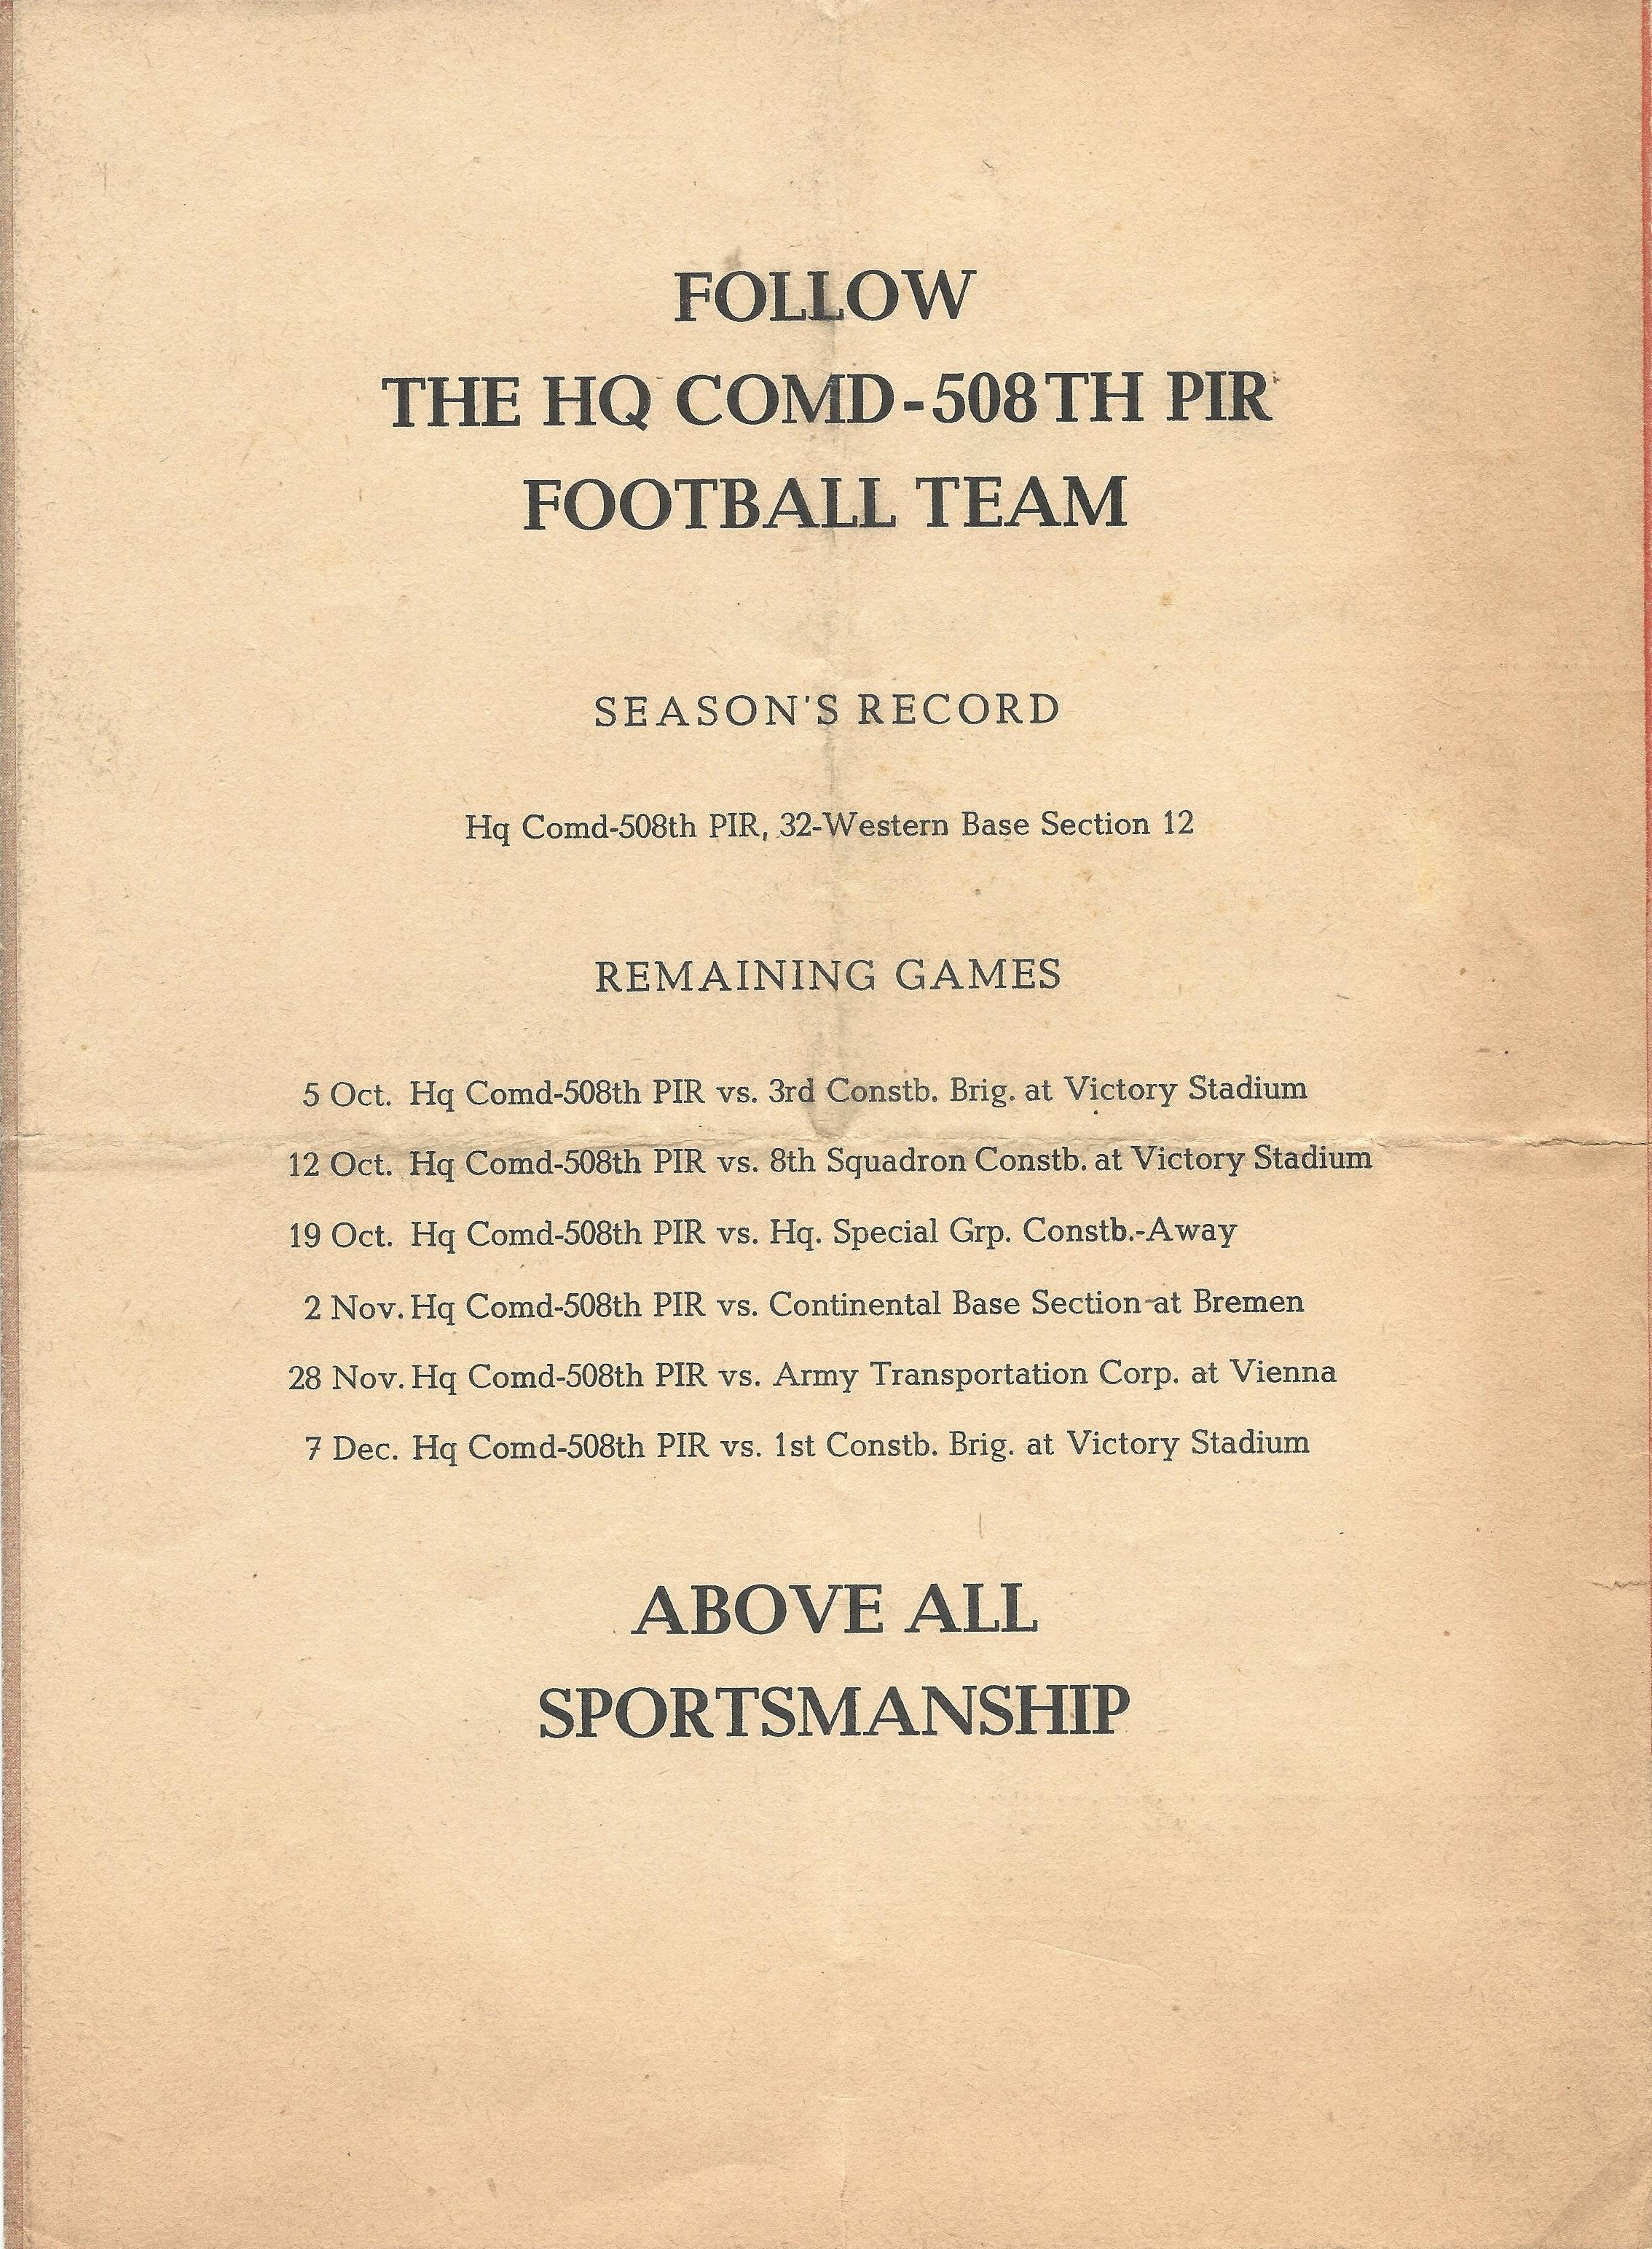 FOLLOW
THE HQ COMD-508TH PIR
FOOTBALL TEAM
SEASON'S RECORD
Hq Comd-508th PIR, 32-Western Base Section 12
REMAINING GAMES
5 Oct. Hq Comd-508th PIR vs. 3rd Constb. Brig. at Victory Stadium
12 Oct. Hq Comd-508th PIR vs. 8th Squadron Constb. at Victory Stadium
19 Oct. Hq Comd-508th PIR vs. Hq. Special Grp. Constb.-Away
2 Nov. Hq Comd-508th PIR vs. Continental Base Section-at Bremen
28 Nov. Hq Comd-508th PIR vs. Army Transportation Corp. at Vienna
7 Dec. Hq Comd-508th PIR vs. 1st Constb. Brig. at Victory Stadium
ABOVE ALL
SPORTSMANSHIP